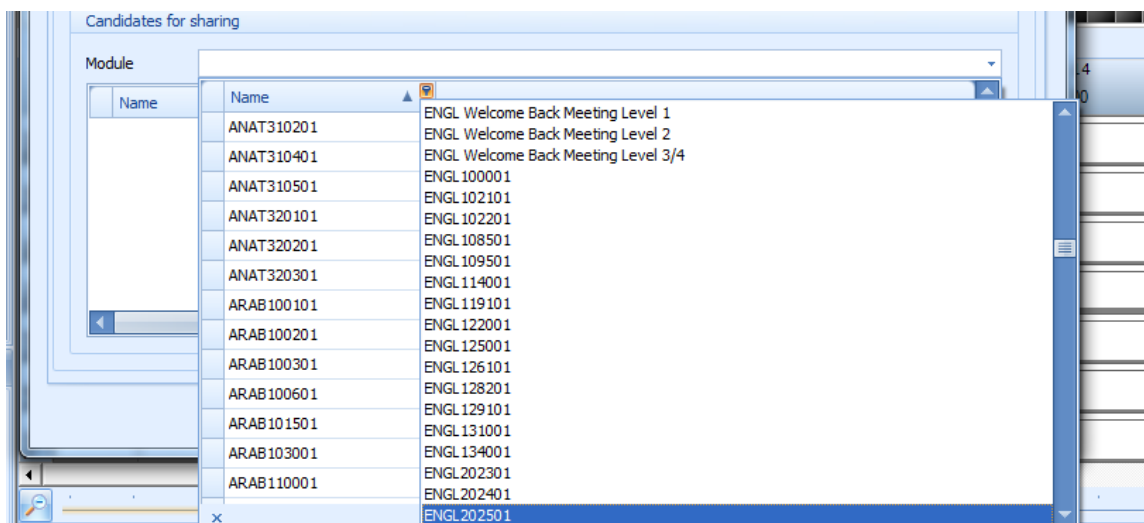 Candidates for sharing
Module
Name
Name
ANAT310201
ANAT310401
ANAT310501
ANAT320101
ANAT320201
ANAT320301
ARAB100101
ARAB100201
ARAB100301
ARAB100601
ARAB101501
ARAB103001
ARAB110001
ENGL Welcome Back Meeting Level 1
ENGL Welcome Back Meeting Level 2
ENGL Welcome Back Meeting Level 3/4
ENGL100001
ENGL102101
ENGL102201
ENGL108501
ENGL109501
ENGL114001
ENGL119101
ENGL122001
ENGL125001
ENGL126101
ENGL128201
ENGL129101
ENGL131001
ENGL134001
ENGL202301
ENGL202401
ENGL202501